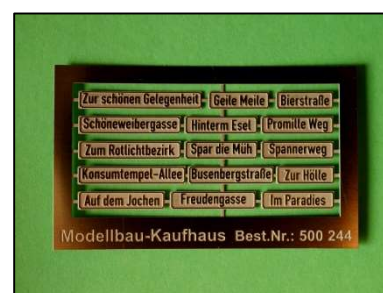 Zur schönen Gelegenheit Geile Meile Bierstraße
Schöneweibergasse Hinterm Esel Promille Weg
Zum Rotlichtbezirk Spar die Müh Spannerweg
Konsumtempel-Allee Busenbergstraße Zur Hölle
Auf dem Jochen Freudengasse Im Paradies
Modellbau-Kaufhaus Best.Nr.: 500 244